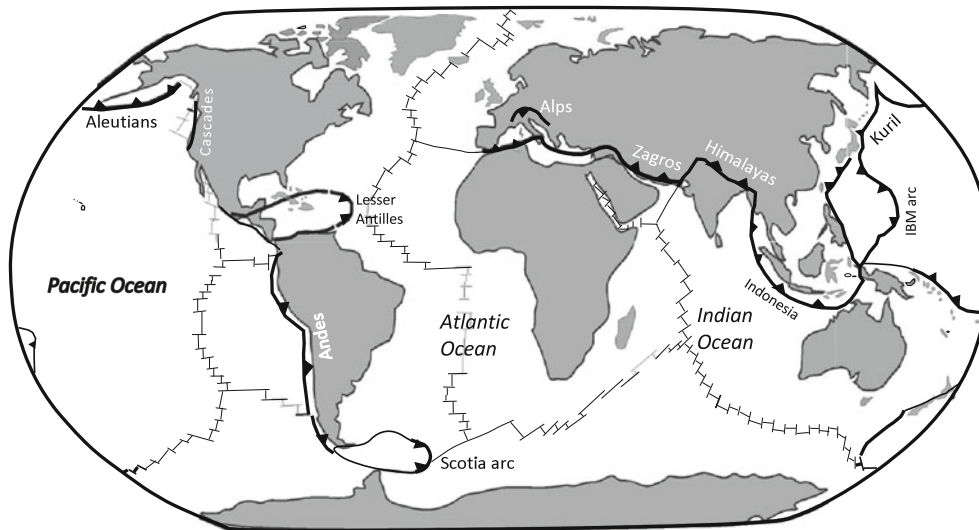 Aleutians
Cascades
Alps
Zagros
Himalayas
Kuril
IBM arc
Lesser
Antilles
Pacific Ocean
Andes
Atlantic
Ocean
Indian
Ocean
Indonesia
Scotia arc